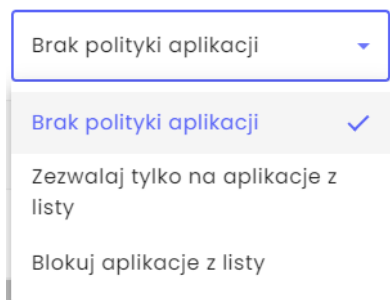 Brak polityki aplikacji
Brak polityki aplikacji
Zezwalaj tylko na aplikacje z
listy
Blokuj aplikacje z listy